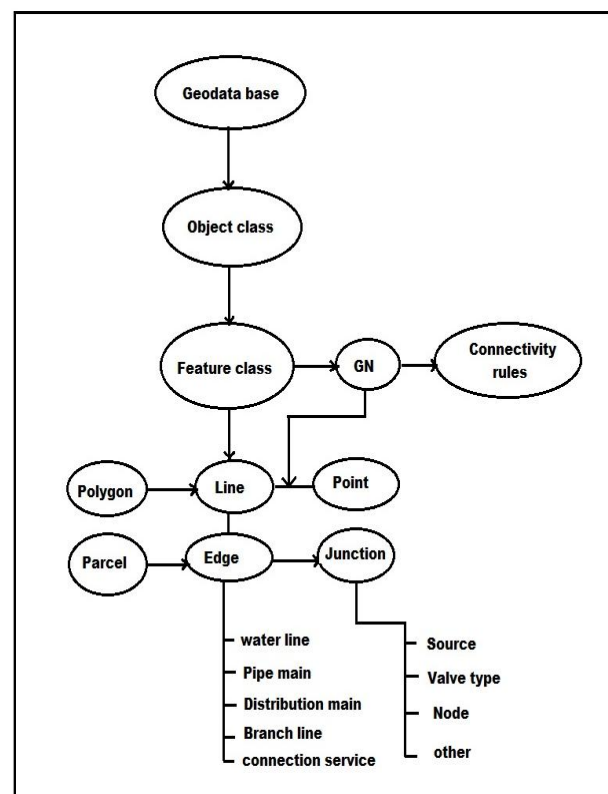 Geodata base
Object class
Feature class
GN
Connectivity
rules
Polygon
Line
Point
Parcel
Edge
Junction
water line
Pipe main
Distribution main
Branch line
connection service
Source
Valve type
Node
other